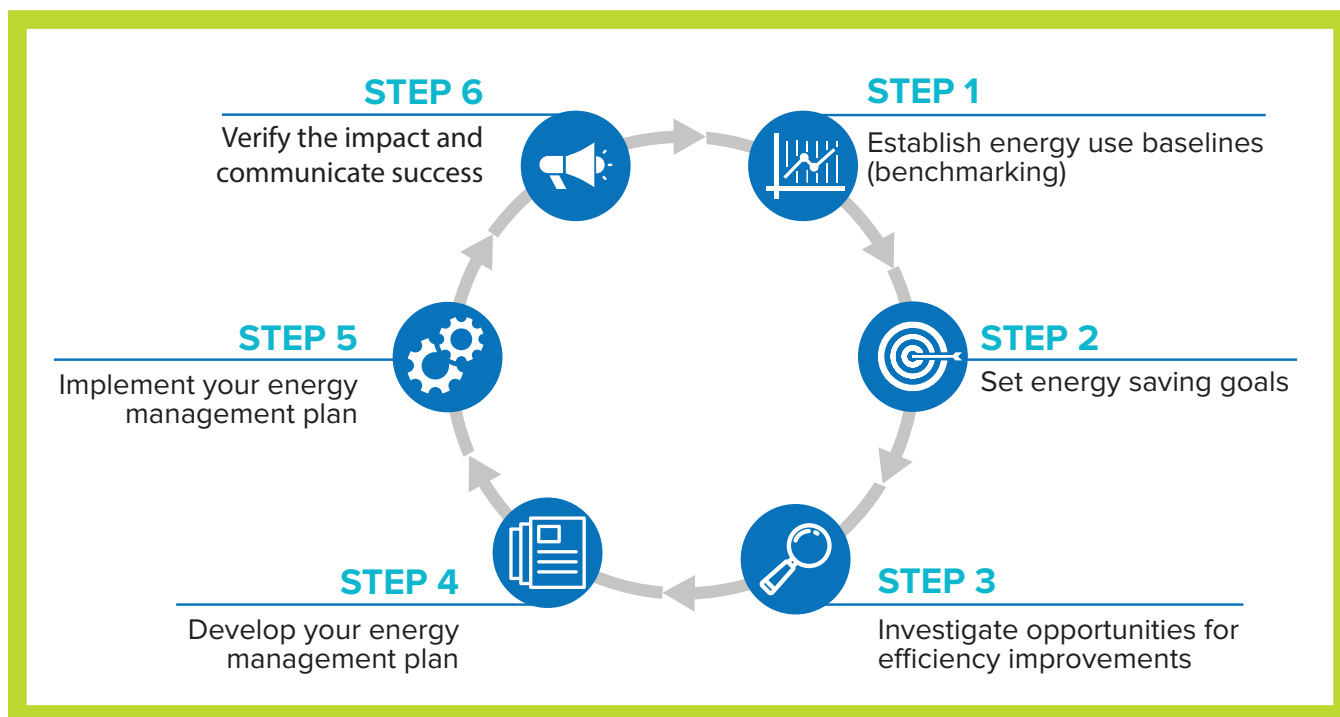 STEP 1
Establish energy use baselines
(benchmarking)
STEP 2
Set energy saving goals
STEP 3
Investigate opportunities for
efficiency improvements
STEP 4
Develop your energy
management plan
STEP 5
Implement your energy
management plan
STEP 6
Verify the impact and
communicate success